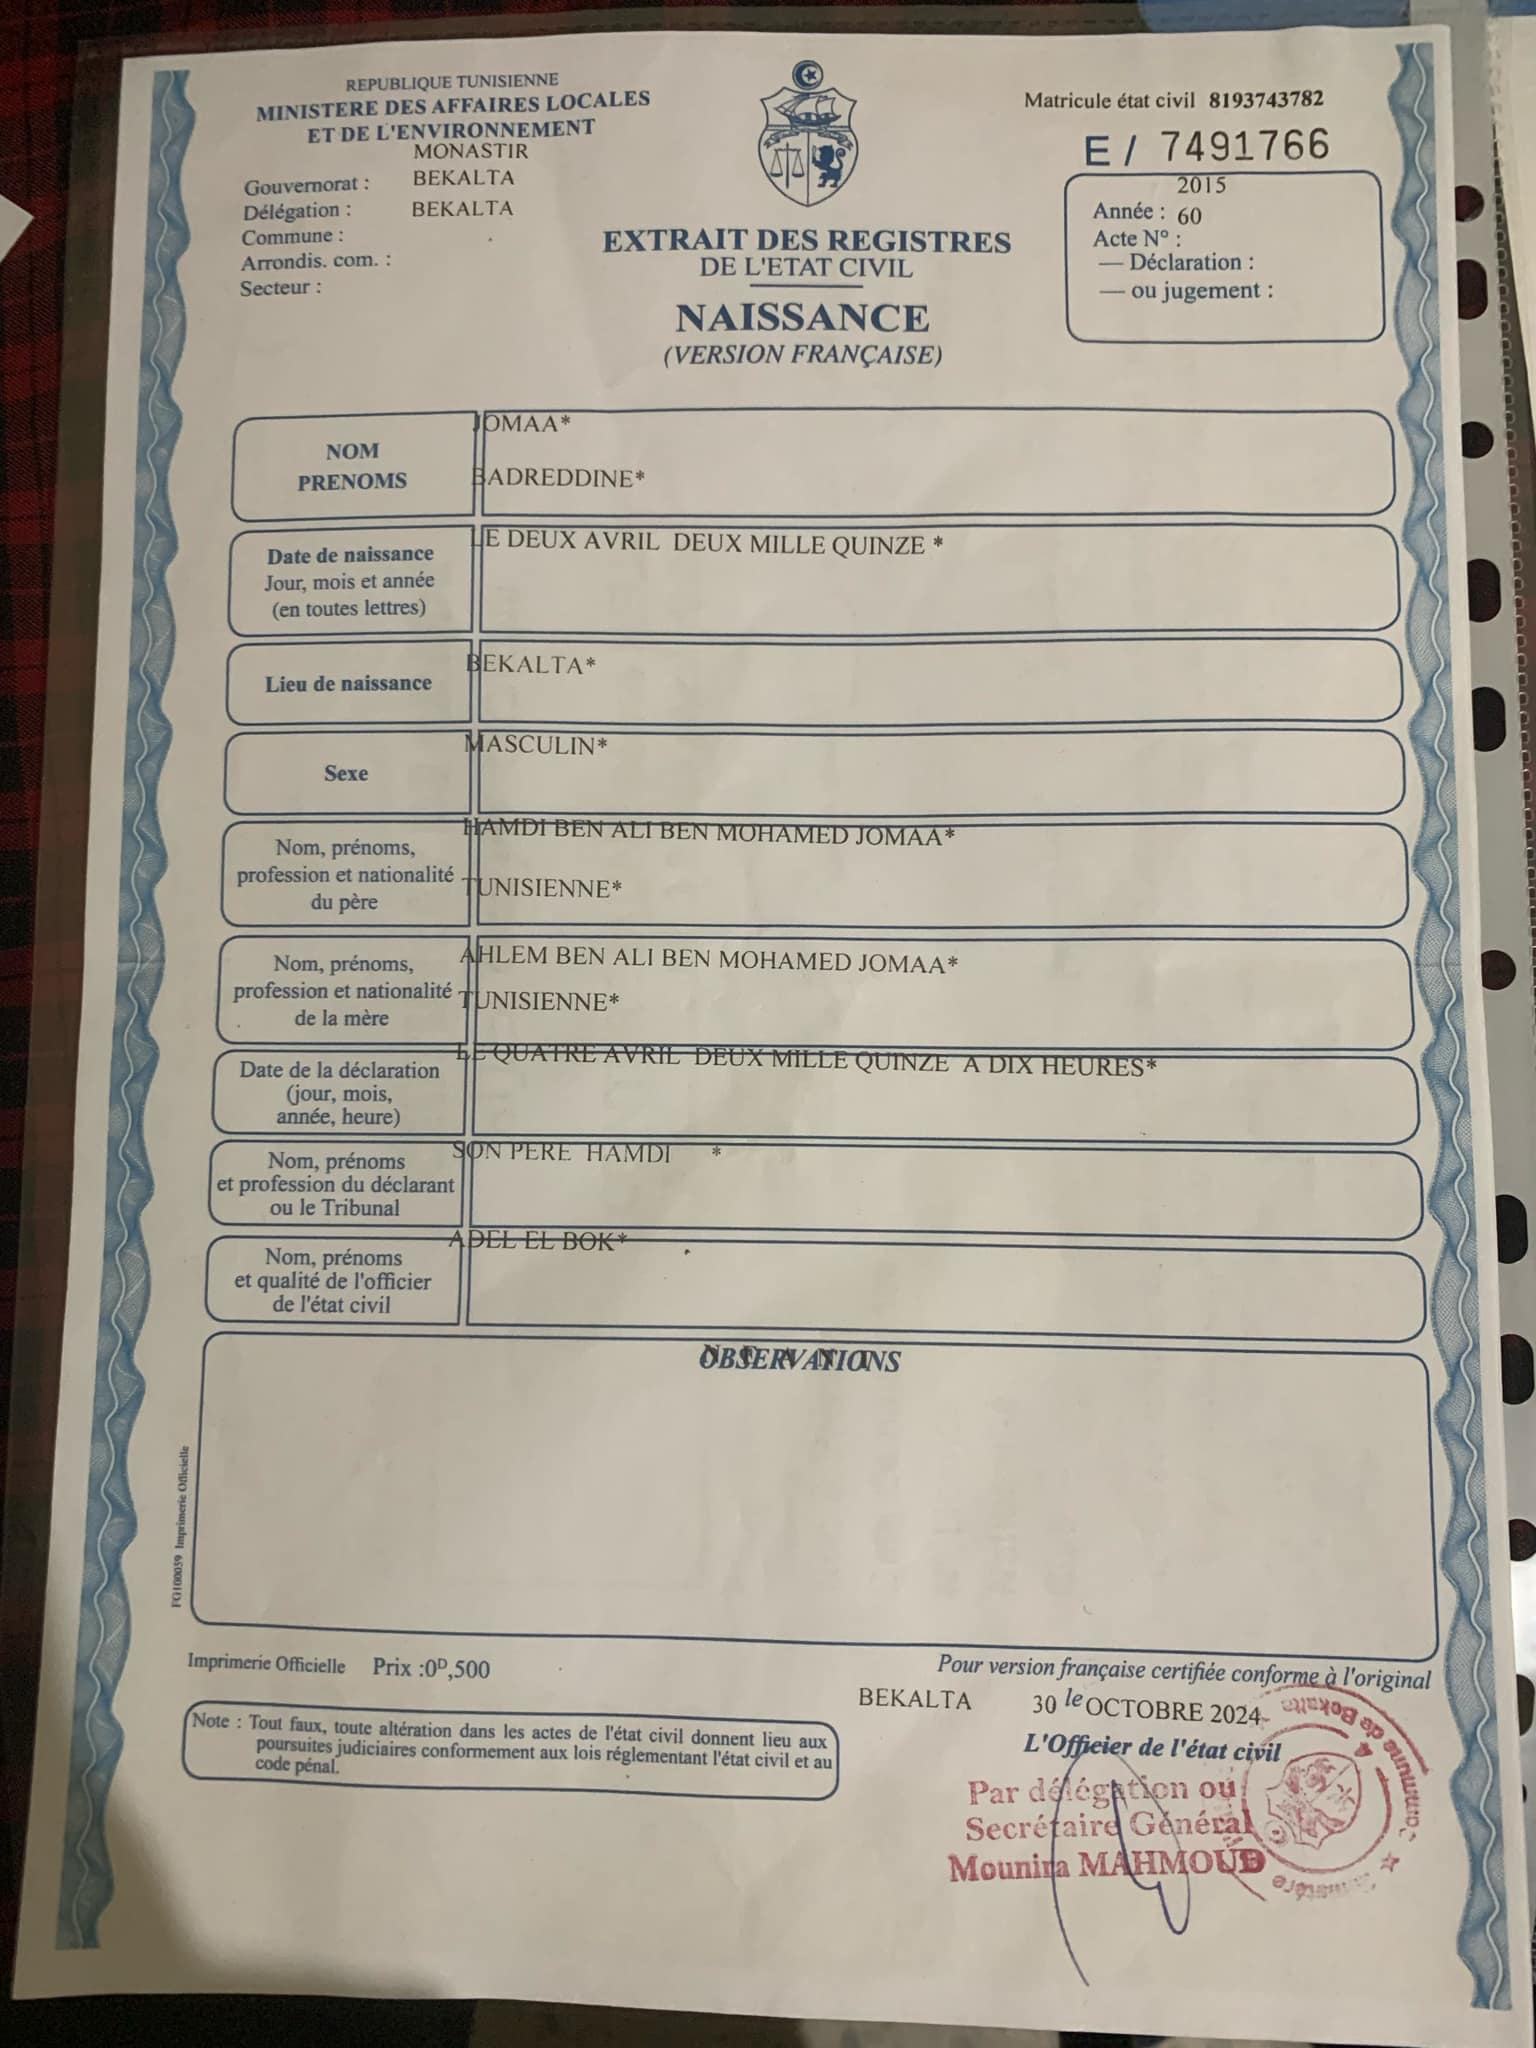 REPUBLIQUE TUNISIENNE
MINISTERE DES AFFAIRES LOCALES
ET DE L'ENVIRONNEMENT
MONASTIR
Gouvernorat : BEKALTA
Délégation : BEKALTA
Commune :
Arrondis. com. :
Secteur :
EXTRAIT DES REGISTRES
DE L'ETAT CIVIL
NAISSANCE
(VERSION FRANÇAISE)
Matricule état civil 8193743782
E / 7491766
2015
Année : 60
Acte N° :
— Déclaration :
— ou jugement :
NOM
PRENOMS
JOMAA*
BADREDDINE*
Date de naissance
Jour, mois et année
(en toutes lettres)
LE DEUX AVRIL DEUX MILLE QUINZE *
Lieu de naissance
BEKALTA*
Sexe
MASCULIN*
Nom, prénoms,
profession et nationalité
du père
HAMDI BEN ALI BEN MOHAMED JOMAA*
TUNISIENNE*
Nom, prénoms,
profession et nationalité
de la mère
AHLEM BEN ALI BEN MOHAMED JOMAA*
TUNISIENNE*
Date de la déclaration
(jour, mois,
année, heure)
LE QUATRE AVRIL DEUX MILLE QUINZE A DIX HEURES*
Nom, prénoms
et profession du déclarant
ou le Tribunal
SON PERE HAMDI *
Nom, prénoms
et qualité de l'officier
de l'état civil
ADEL EL BOK*
OBSERVATIONS
N E A N T
FG100059 Imprimerie Officielle
Imprimerie Officielle Prix :0D,500
Note : Tout faux, toute altération dans les actes de l'état civil donnent lieu aux
poursuites judiciaires conformement aux lois réglementant l'état civil et au
code pénal.
Pour version française certifiée conforme à l'original
BEKALTA 30 le OCTOBRE 2024
L'Officier de l'état civil
Par délégation ou
Secrétaire Général
Mounira MAHMOUD
Commune de Bekalta